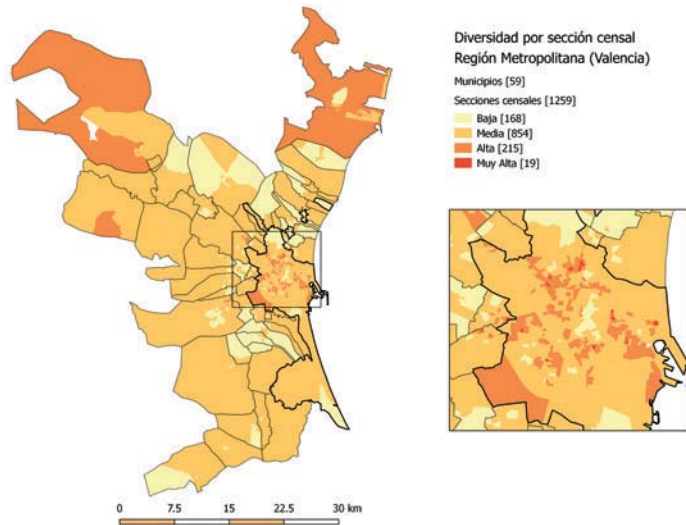 Diversidad por sección censal
Región Metropolitana (Valencia)
Municipios [59]
Secciones censales [1259]
Baja [168]
Media [854]
Alta [215]
Muy Alta [19]
0 7.5 15 22.5 30 km